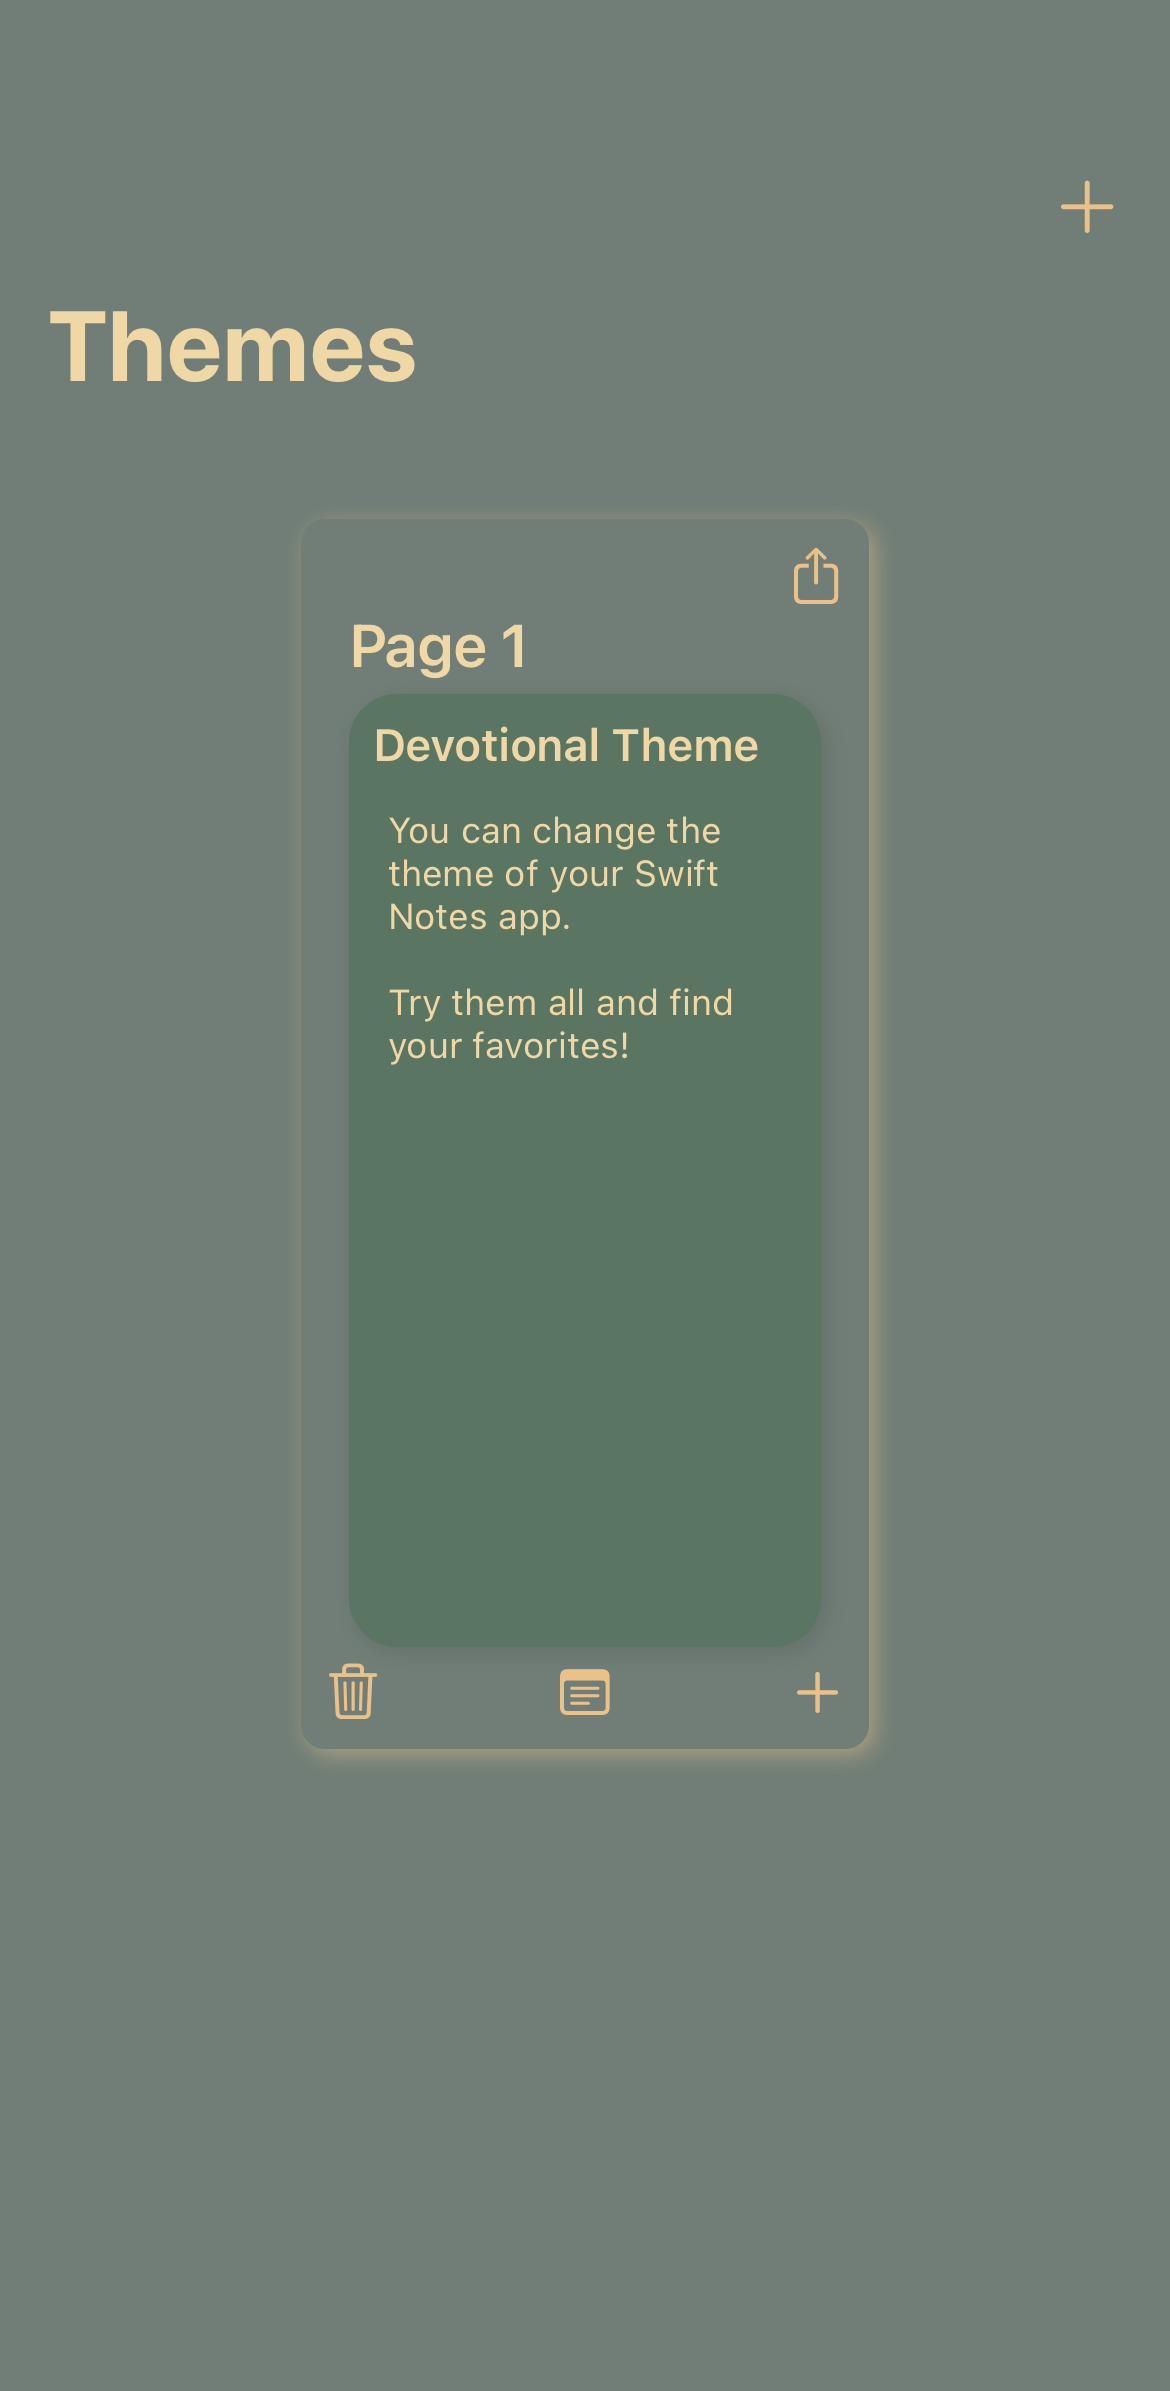 Themes
Page 1
Devotional Theme
You can change the
theme of your Swift
Notes app.
Try them all and find
your favorites!